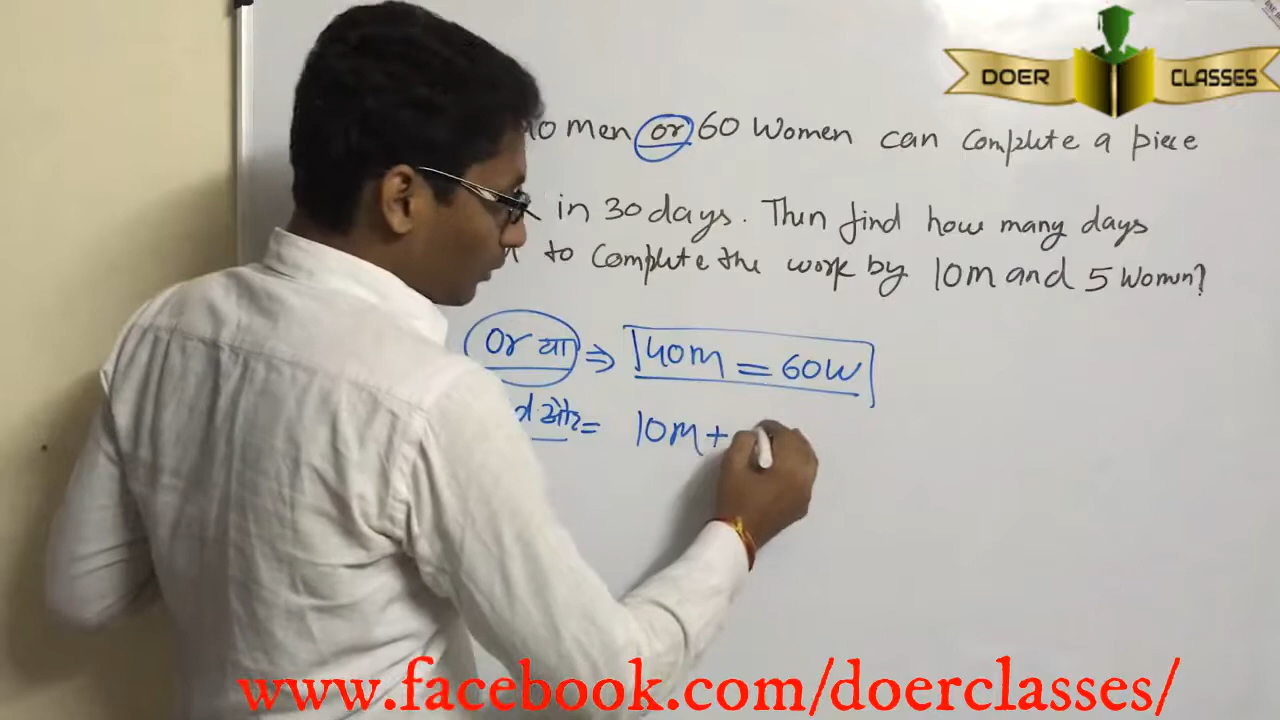 DOER CLASSES
men or 60 Women can Complete a piece
in 30 days. Then find how many days
to Complete the work by 10m and 5 Women?
or या ⇒ 40m = 60W
और = 10m +
www.facebook.com/doerclasses/